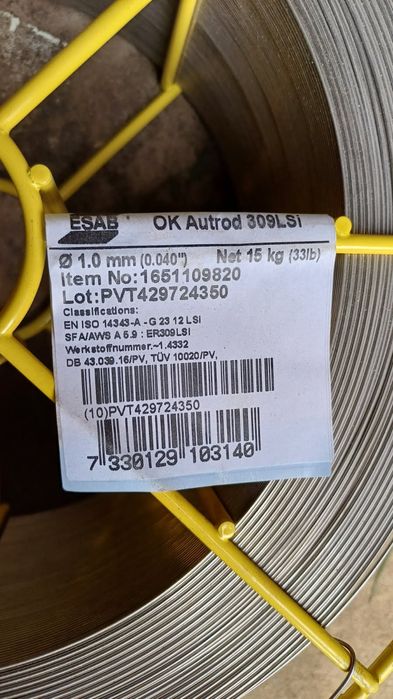 ESAB OK Autrod 309LSi
Ø 1.0 mm (0.040") Net 15 kg (33lb)
Item No:1651109820
Lot:PVT429724350
Classifications:
EN ISO 14343-A - G 23 12 LSI
SFA/AWS A 5.9 : ER309LSI
Werkstoffnummer.~1.4332
DB 43.039.16/PV, TÜV 10020/PV,
(10)PVT429724350
7 330129 103140